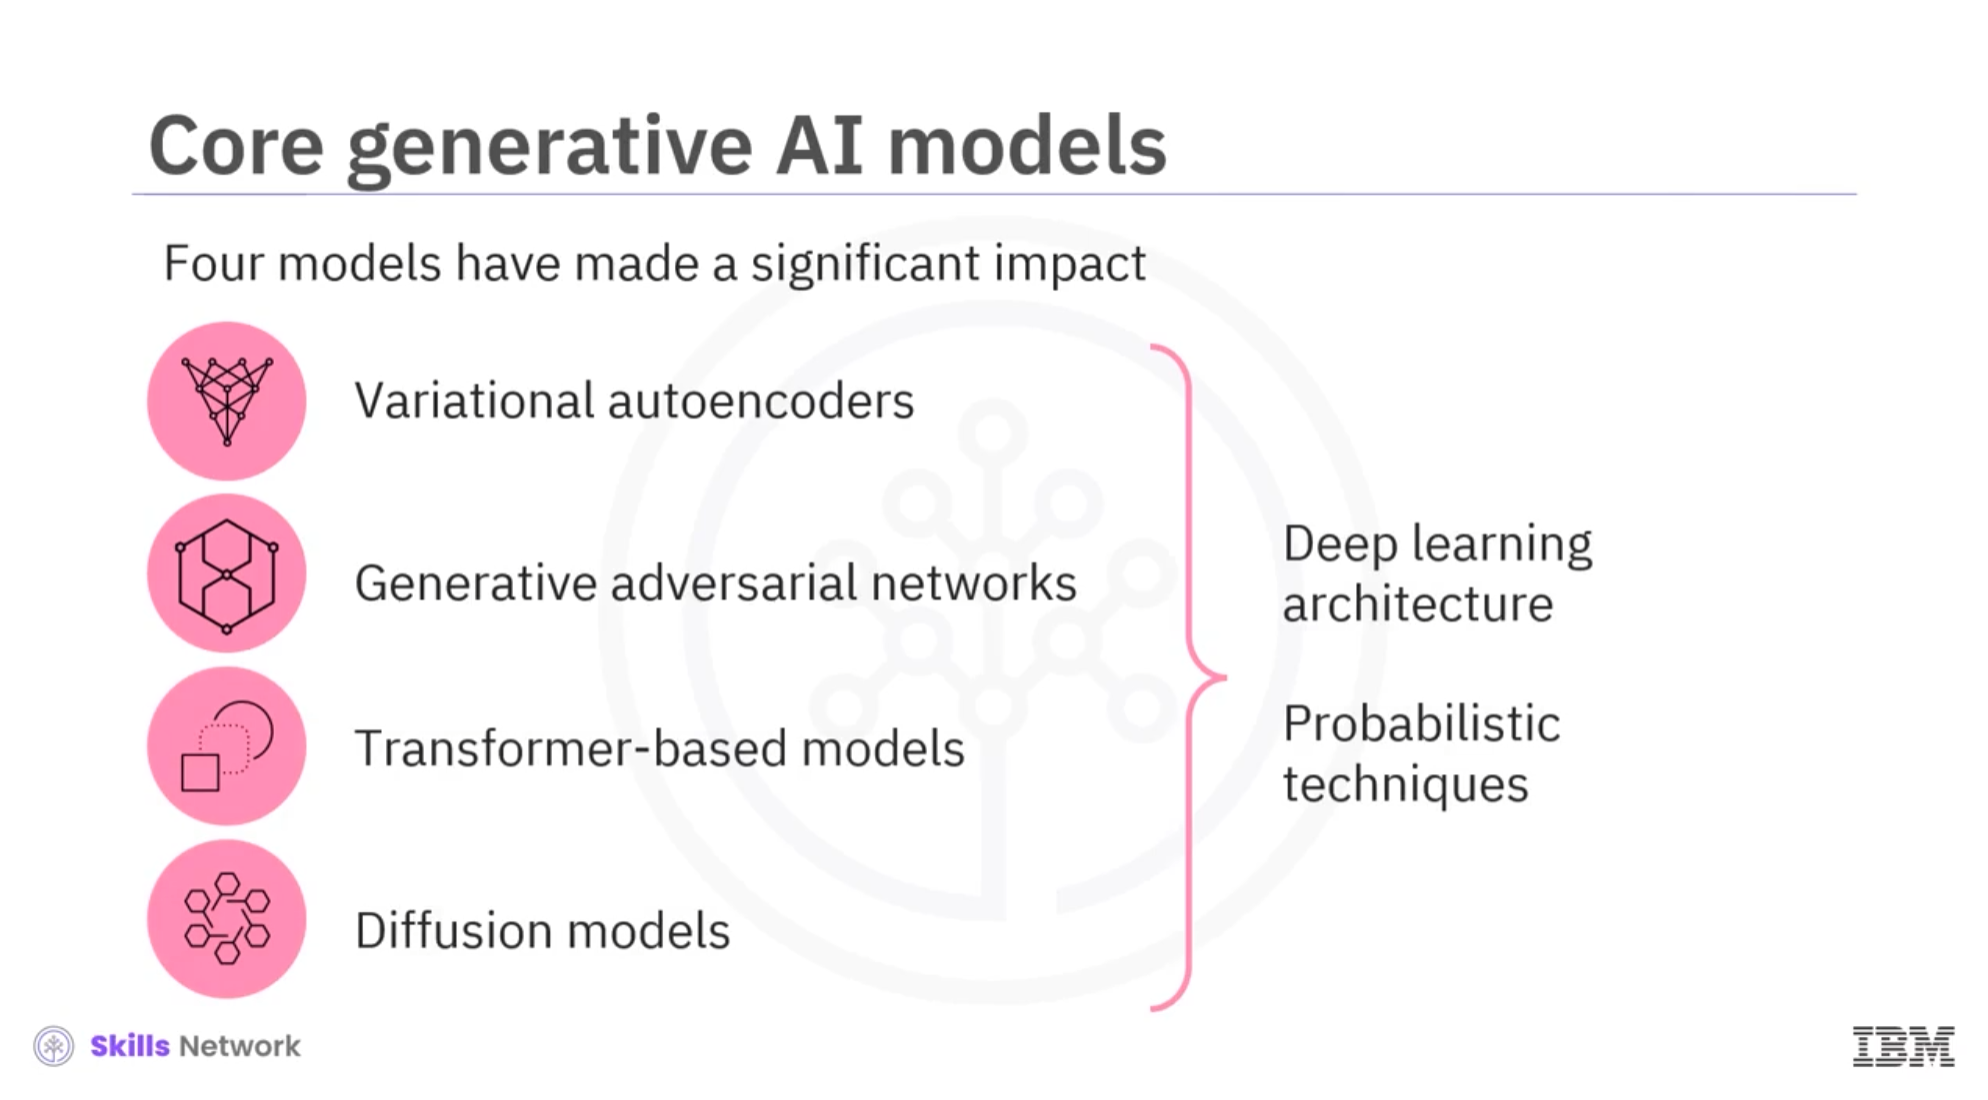 Core generative AI models
Four models have made a significant impact
Variational autoencoders
Generative adversarial networks
Transformer-based models
Diffusion models
Deep learning
architecture
Probabilistic
techniques
Skills Network
IBM